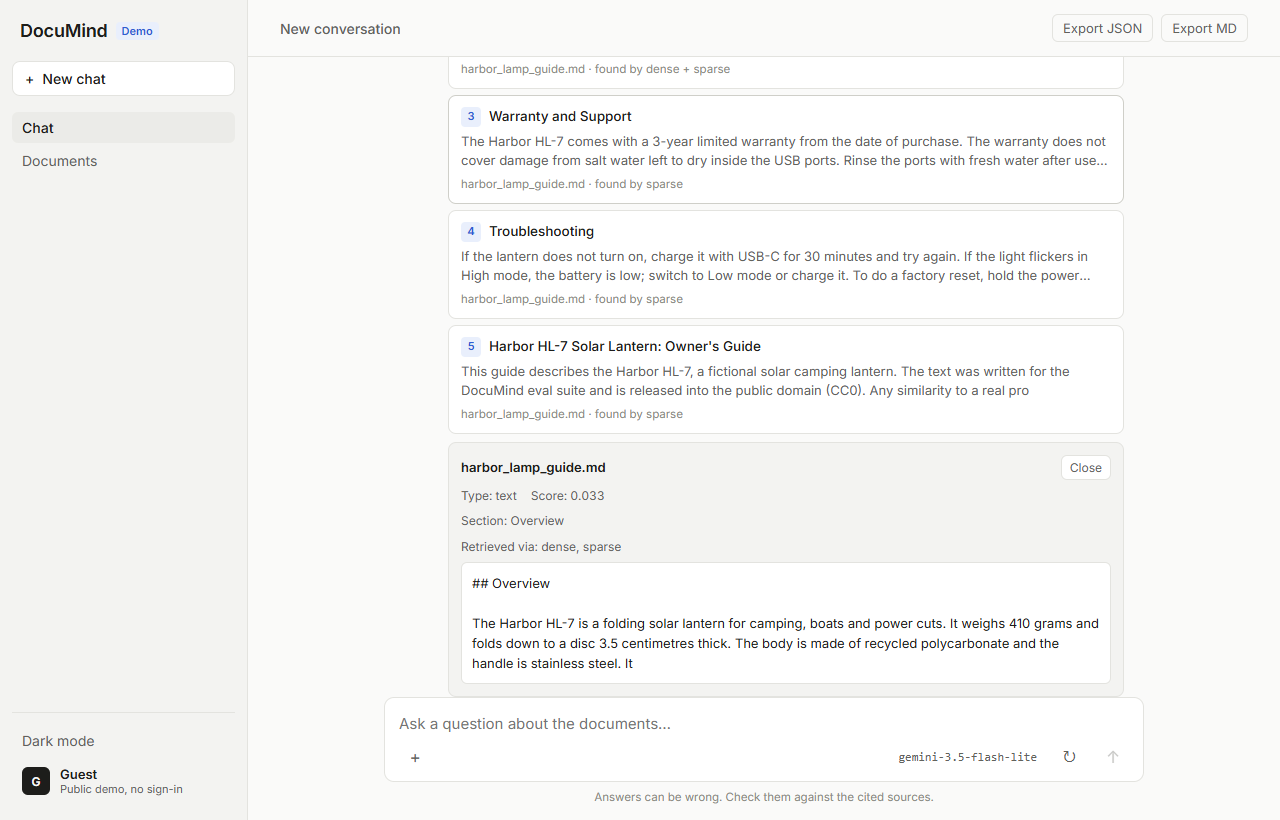 DocuMind Demo
+ New chat
Chat
Documents
Dark mode
G
Guest
Public demo, no sign-in
New conversation
Export JSON
Export MD
harbor_lamp_guide.md · found by dense + sparse
3 Warranty and Support
The Harbor HL-7 comes with a 3-year limited warranty from the date of purchase. The warranty does not
cover damage from salt water left to dry inside the USB ports. Rinse the ports with fresh water after use...
harbor_lamp_guide.md · found by sparse
4 Troubleshooting
If the lantern does not turn on, charge it with USB-C for 30 minutes and try again. If the light flickers in
High mode, the battery is low; switch to Low mode or charge it. To do a factory reset, hold the power...
harbor_lamp_guide.md · found by sparse
5 Harbor HL-7 Solar Lantern: Owner's Guide
This guide describes the Harbor HL-7, a fictional solar camping lantern. The text was written for the
DocuMind eval suite and is released into the public domain (CC0). Any similarity to a real pro
harbor_lamp_guide.md · found by sparse
harbor_lamp_guide.md
Close
Type: text Score: 0.033
Section: Overview
Retrieved via: dense, sparse
## Overview
The Harbor HL-7 is a folding solar lantern for camping, boats and power cuts. It weighs 410 grams and
folds down to a disc 3.5 centimetres thick. The body is made of recycled polycarbonate and the
handle is stainless steel. It
Ask a question about the documents...
+
gemini-3.5-flash-lite
Answers can be wrong. Check them against the cited sources.